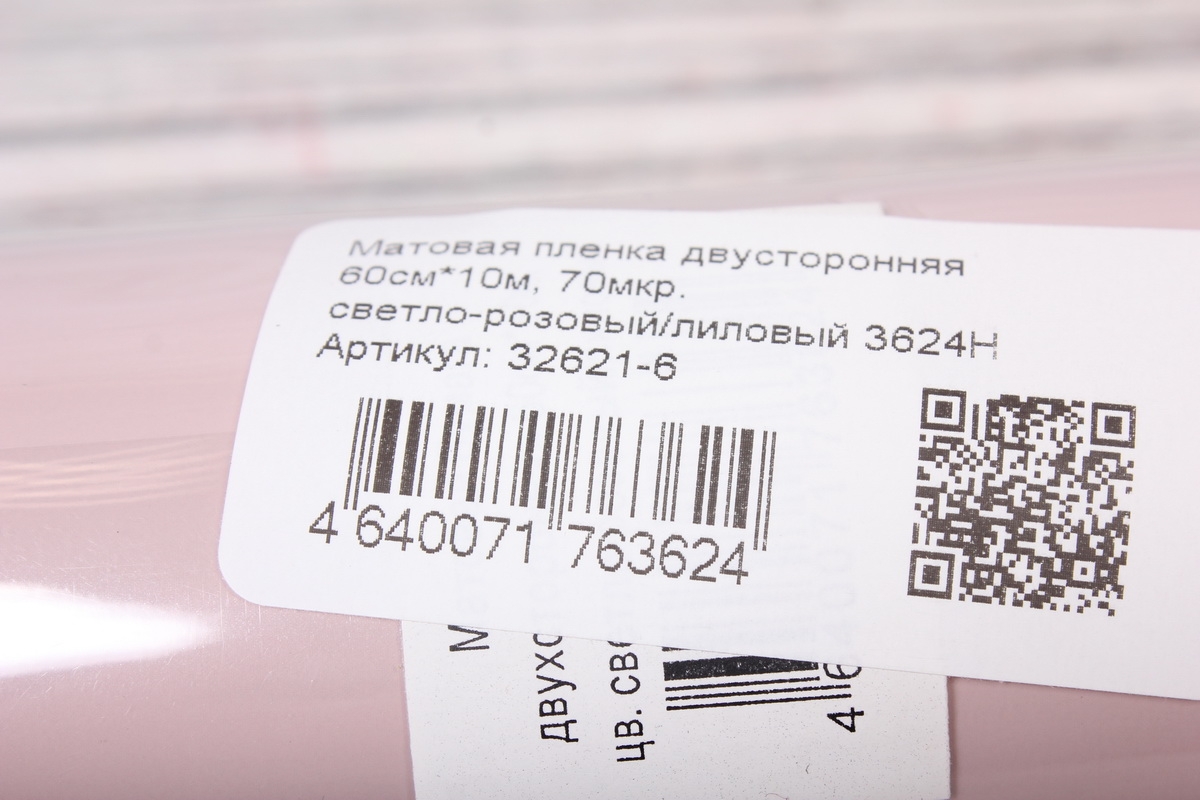 Матовая пленка двусторонняя
60см*10м, 70мкр.
светло-розовый/лиловый 3624Н
Артикул: 32621-6
4 640071 763624